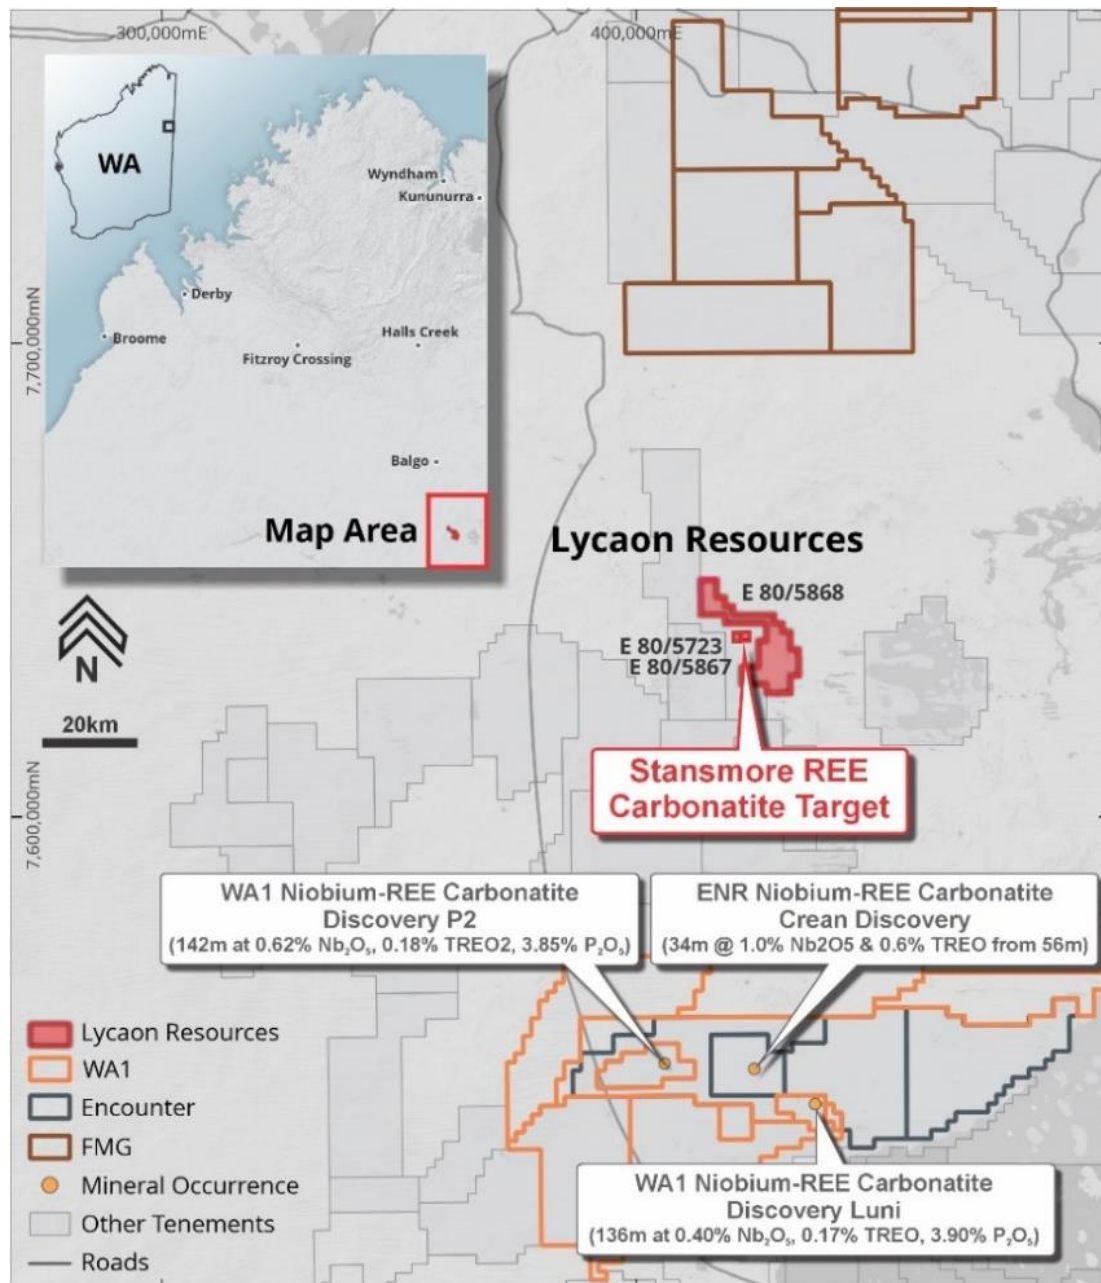 300,000mE
400,000mE
WA
Wyndham
Kununurra
Derby
Broome
Halls Creek
Fitzroy Crossing
Balgo
Map Area
7,700,000mN
Lycaon Resources
E 80/5868
E 80/5723
E 80/5867
N
20km
Stansmore REE
Carbonatite Target
7,600,000mN
WA1 Niobium-REE Carbonatite
Discovery P2
(142m at 0.62% Nb₂O₅, 0.18% TREO2, 3.85% P₂O₅)
ENR Niobium-REE Carbonatite
Crean Discovery
(34m @ 1.0% Nb2O5 & 0.6% TREO from 56m)
Lycaon Resources
WA1
Encounter
FMG
Mineral Occurrence
Other Tenements
Roads
WA1 Niobium-REE Carbonatite
Discovery Luni
(136m at 0.40% Nb₂O₅, 0.17% TREO, 3.90% P₂O₅)